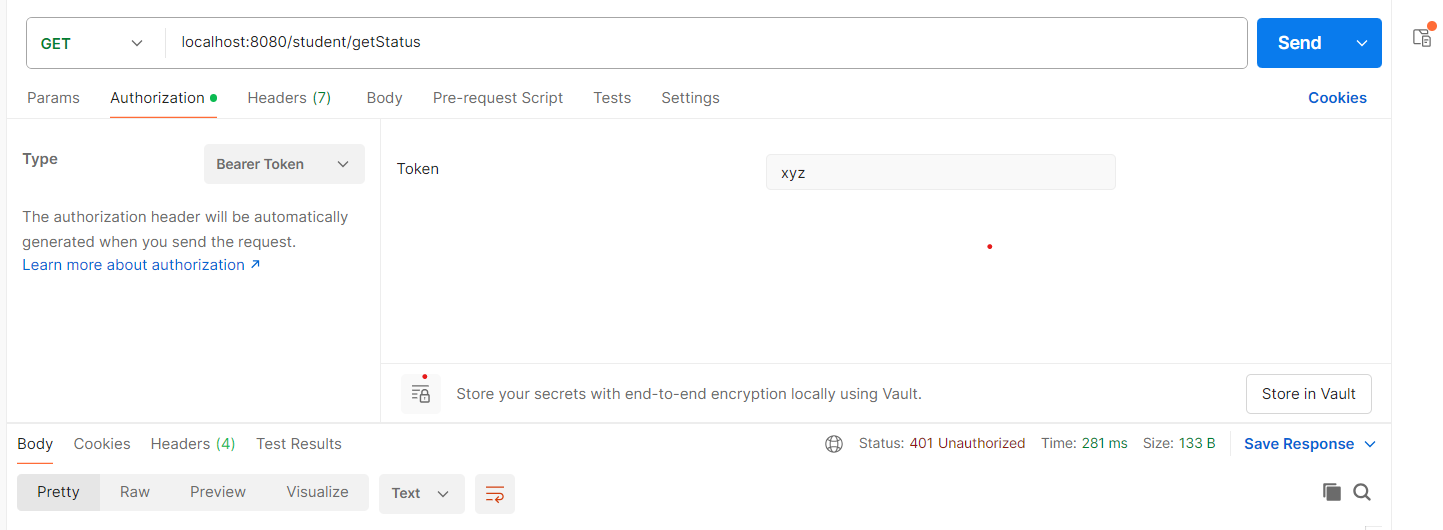 GET localhost:8080/student/getStatus Send
Params Authorization Headers (7) Body Pre-request Script Tests Settings Cookies
Type Bearer Token
Token xyz
The authorization header will be automatically
generated when you send the request.
Learn more about authorization ↗
Store your secrets with end-to-end encryption locally using Vault. Store in Vault
Body Cookies Headers (4) Test Results Status: 401 Unauthorized Time: 281 ms Size: 133 B Save Response
Pretty Raw Preview Visualize Text